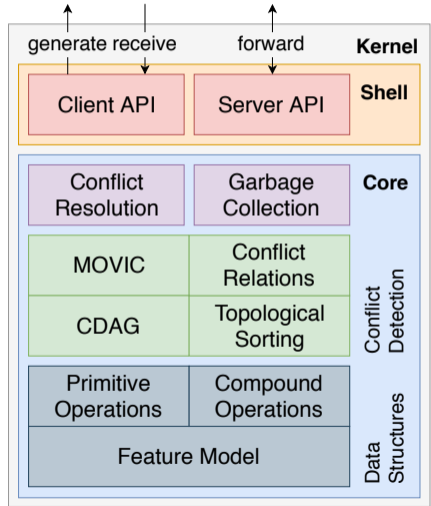 generate receive
forward
Kernel
Client API
Server API
Shell
Conflict
Resolution
Garbage
Collection
Core
MOVIC
Conflict
Relations
CDAG
Topological
Sorting
Conflict
Detection
Primitive
Operations
Compound
Operations
Feature Model
Data
Structures